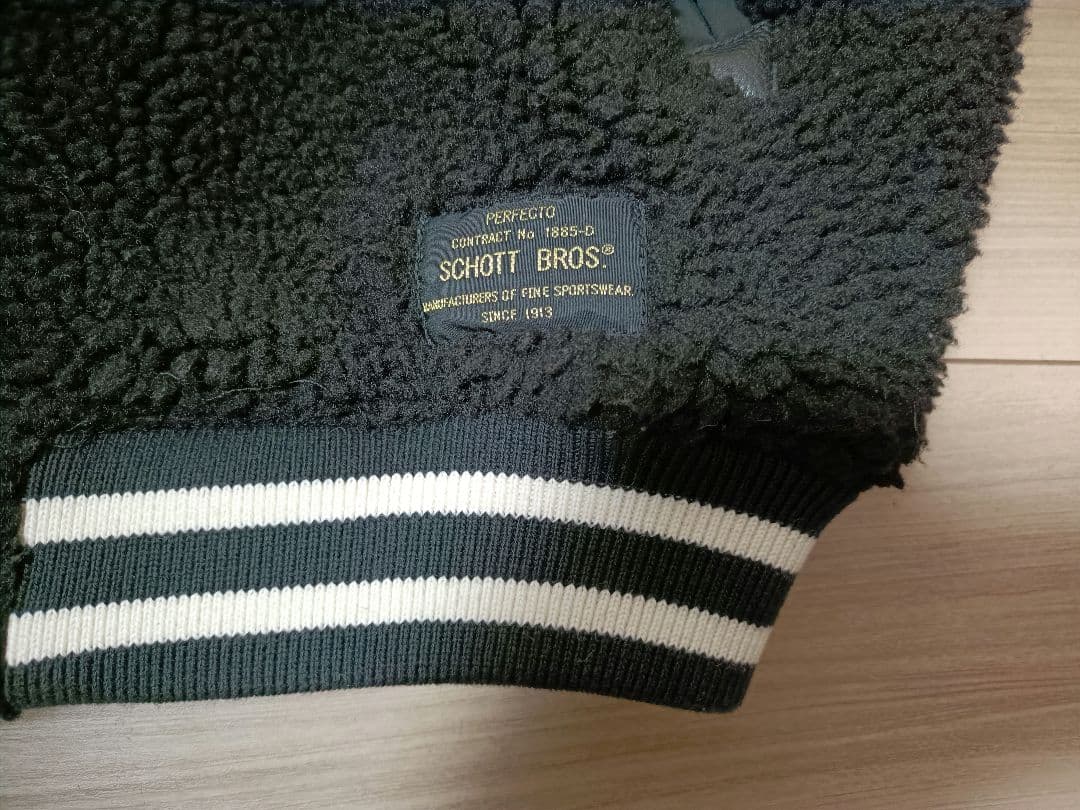 PERFECTO
CONTRACT No 1885-D
SCHOTT BROS.®
MANUFACTURERS OF FINE SPORTSWEAR.
SINCE 1913